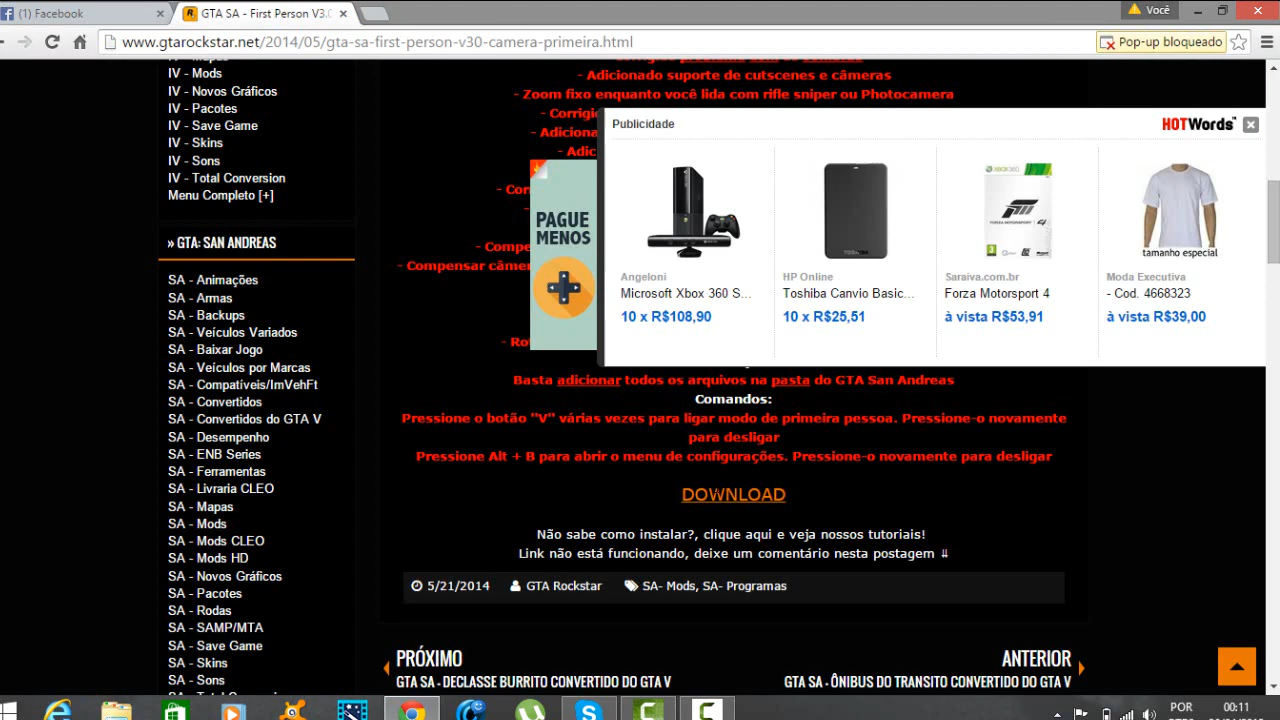 (1) Facebook
GTA SA - First Person V3.0
Você
www.gtarockstar.net/2014/05/gta-sa-first-person-v30-camera-primeira.html
Pop-up bloqueado
IV - Mapas
IV - Mods
IV - Novos Gráficos
IV - Pacotes
IV - Save Game
IV - Skins
IV - Sons
IV - Total Conversion
Menu Completo [+]
» GTA: SAN ANDREAS
SA - Animações
SA - Armas
SA - Backups
SA - Veículos Variados
SA - Baixar Jogo
SA - Veículos por Marcas
SA - Compatíveis/ImVehFt
SA - Convertidos
SA - Convertidos do GTA V
SA - Desempenho
SA - ENB Series
SA - Ferramentas
SA - Livraria CLEO
SA - Mapas
SA - Mods
SA - Mods CLEO
SA - Mods HD
SA - Novos Gráficos
SA - Pacotes
SA - Rodas
SA - SAMP/MTA
SA - Save Game
SA - Skins
SA - Sons
- Adicionado suporte de cutscenes e câmeras
- Zoom fixo enquanto você lida com rifle sniper ou Photocamera
- Corrigi
- Adiciona
- Adic
- Cor
-
- Compe
- Compensar câme
- Ro
PAGUE
MENOS
Publicidade
HOTWords
Angeloni
Microsoft Xbox 360 S...
10 x R$108,90
TOSHIBA
HP Online
Toshiba Canvio Basic...
10 x R$25,51
XBOX 360
FORZA MOTORSPORT 4
Saraiva.com.br
Forza Motorsport 4
à vista R$53,91
tamanho especial
Moda Executiva
- Cod. 4668323
à vista R$39,00
Basta adicionar todos os arquivos na pasta do GTA San Andreas
Comandos:
Pressione o botão "V" várias vezes para ligar modo de primeira pessoa. Pressione-o novamente
para desligar
Pressione Alt + B para abrir o menu de configurações. Pressione-o novamente para desligar
DOWNLOAD
Não sabe como instalar?, clique aqui e veja nossos tutoriais!
Link não está funcionando, deixe um comentário nesta postagem ⇓
5/21/2014 GTA Rockstar SA- Mods, SA- Programas
PRÓXIMO
GTA SA - DECLASSE BURRITO CONVERTIDO DO GTA V
ANTERIOR
GTA SA - ÔNIBUS DO TRANSITO CONVERTIDO DO GTA V
POR
00:11